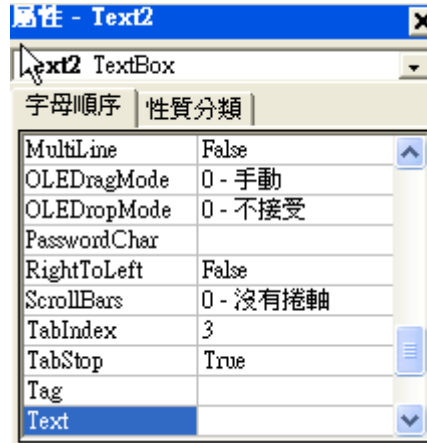 屬性 - Text2
Text2 TextBox
字母順序 性質分類
MultiLine False
OLEDragMode 0 - 手動
OLEDropMode 0 - 不接受
PasswordChar
RightToLeft False
ScrollBars 0 - 沒有捲軸
TabIndex 3
TabStop True
Tag
Text